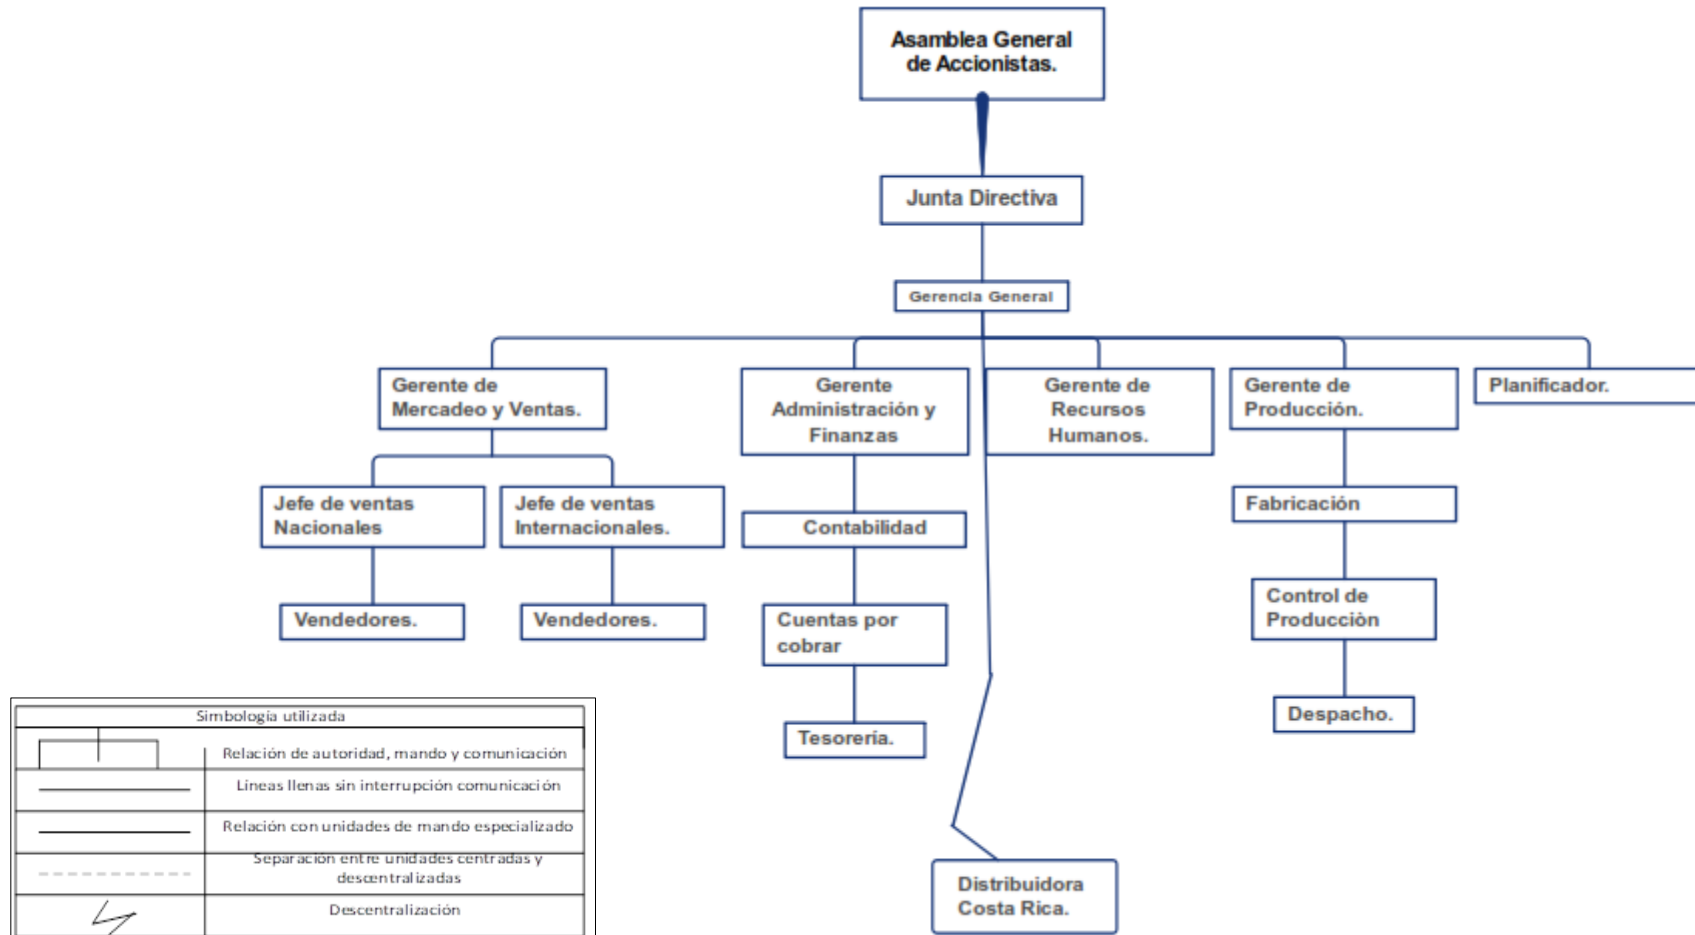 Asamblea General
de Accionistas.
Junta Directiva
Gerencia General
Gerente de
Mercadeo y Ventas.
Gerente
Administración y
Finanzas
Gerente de
Recursos
Humanos.
Gerente de
Producción.
Planificador.
Jefe de ventas
Nacionales
Jefe de ventas
Internacionales.
Contabilidad
Fabricación
Vendedores.
Vendedores.
Cuentas por
cobrar
Control de
Producciòn
Tesorería.
Despacho.
Distribuidora
Costa Rica.
Simbología utilizada
Relación de autoridad, mando y comunicación
Líneas llenas sin interrupción comunicación
Relación con unidades de mando especializado
Separación entre unidades centradas y
descentralizadas
Descentralización